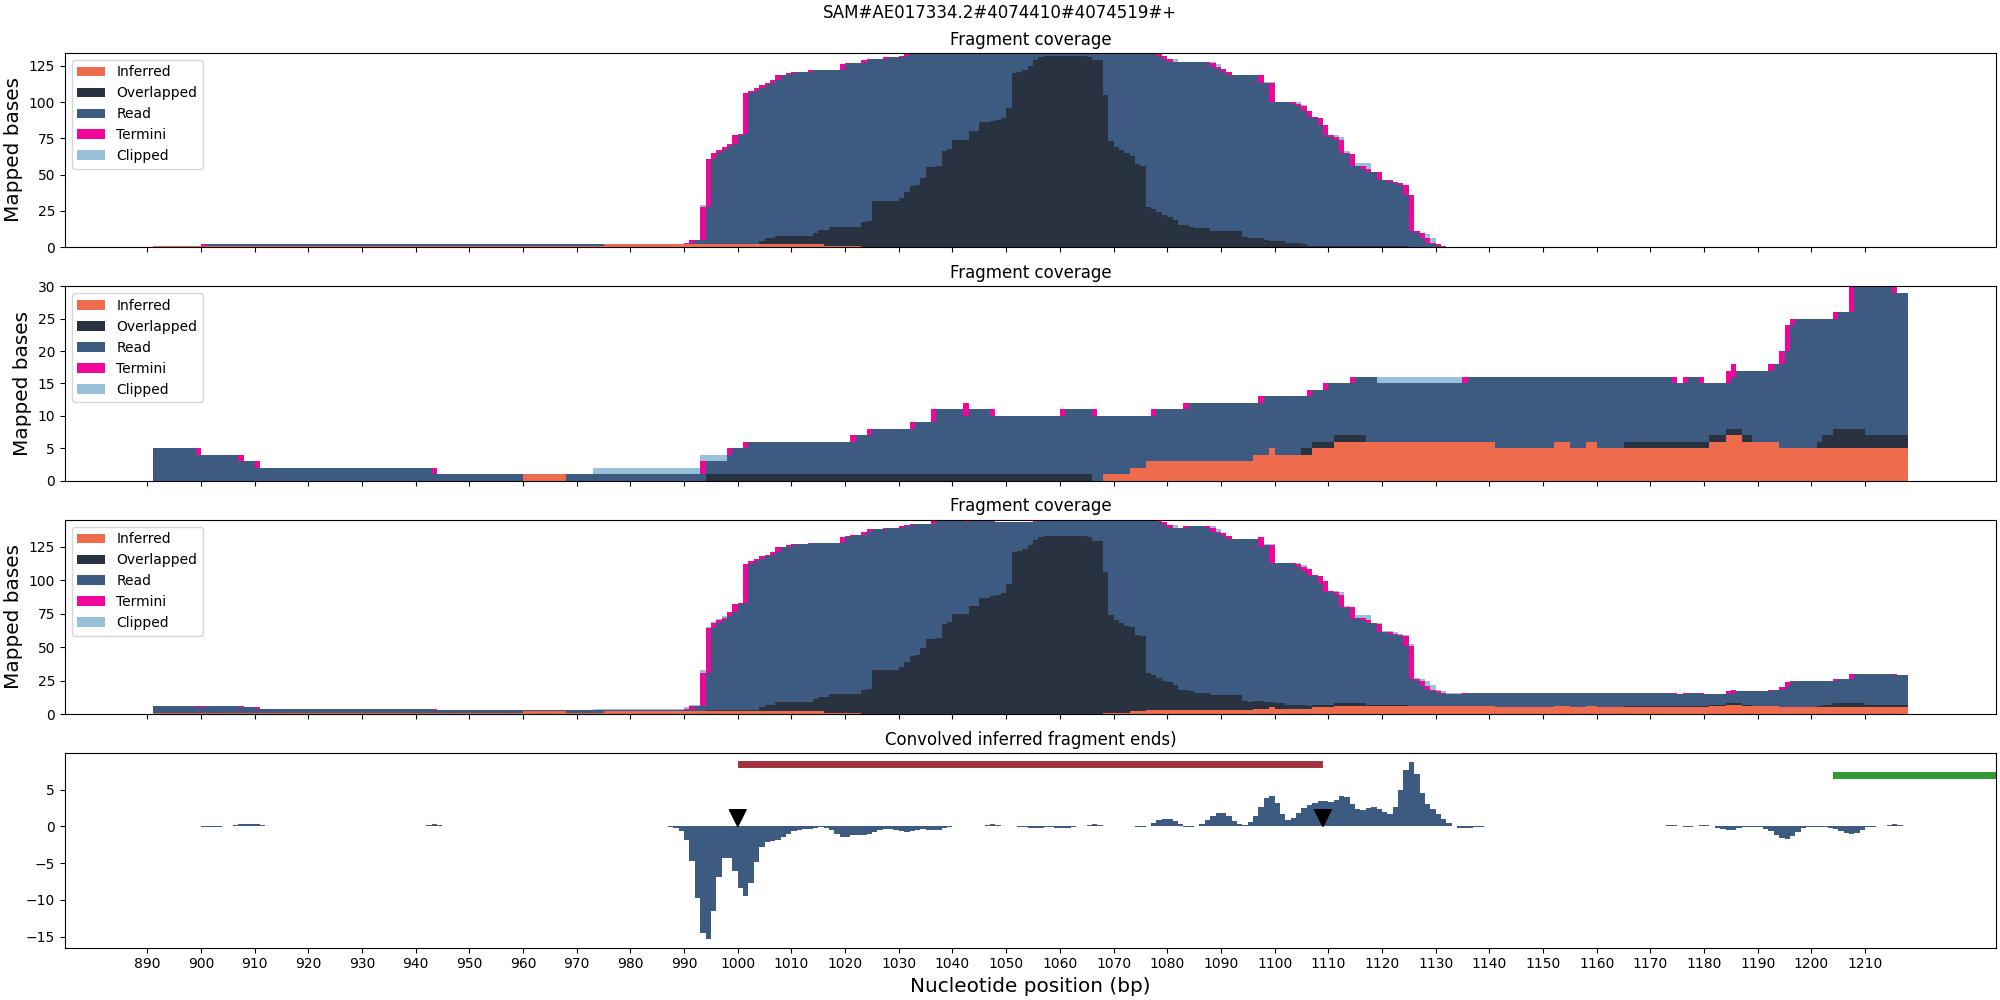 SAM#AE017334.2#4074410#4074519#+
Fragment coverage
Mapped bases
125
100
75
50
25
0
Inferred
Overlapped
Read
Termini
Clipped
Fragment coverage
Mapped bases
30
25
20
15
10
5
0
Inferred
Overlapped
Read
Termini
Clipped
Fragment coverage
Mapped bases
125
100
75
50
25
0
Inferred
Overlapped
Read
Termini
Clipped
Convolved inferred fragment ends)
5
0
−5
−10
−15
890 900 910 920 930 940 950 960 970 980 990 1000 1010 1020 1030 1040 1050 1060 1070 1080 1090 1100 1110 1120 1130 1140 1150 1160 1170 1180 1190 1200 1210
Nucleotide position (bp)